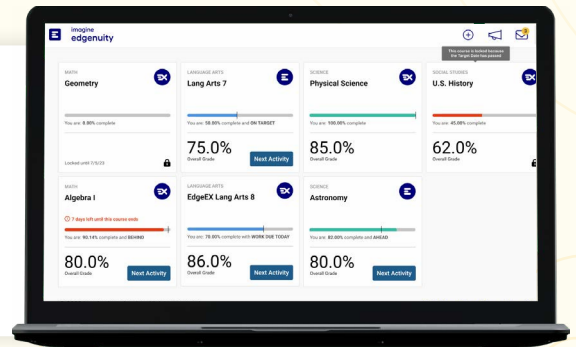 imagine
edgenuity
2
This course is locked because
the Target Date has passed
MATH
Geometry
You are: 0.00% complete
Locked until 7/5/23
LANGUAGE ARTS
Lang Arts 7
You are: 50.00% complete and ON TARGET
75.0%
Overall Grade
Next Activity
SCIENCE
Physical Science
You are: 100.00% complete
85.0%
Overall Grade
SOCIAL STUDIES
U.S. History
You are: 45.00% complete
62.0%
Overall Grade
MATH
Algebra I
7 days left until this course ends
You are: 90.14% complete and BEHIND
80.0%
Overall Grade
Next Activity
LANGUAGE ARTS
EdgeEX Lang Arts 8
You are: 70.00% complete with WORK DUE TODAY
86.0%
Overall Grade
Next Activity
SCIENCE
Astronomy
You are: 82.00% complete and AHEAD
80.0%
Overall Grade
Next Activity